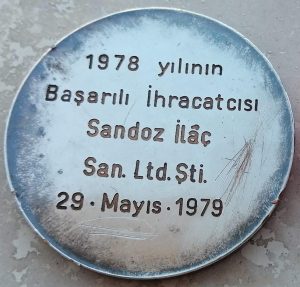 1978 yılının
Başarılı İhracatcısı
Sandoz İlâç
San. Ltd. Şti.
29 · Mayıs · 1979